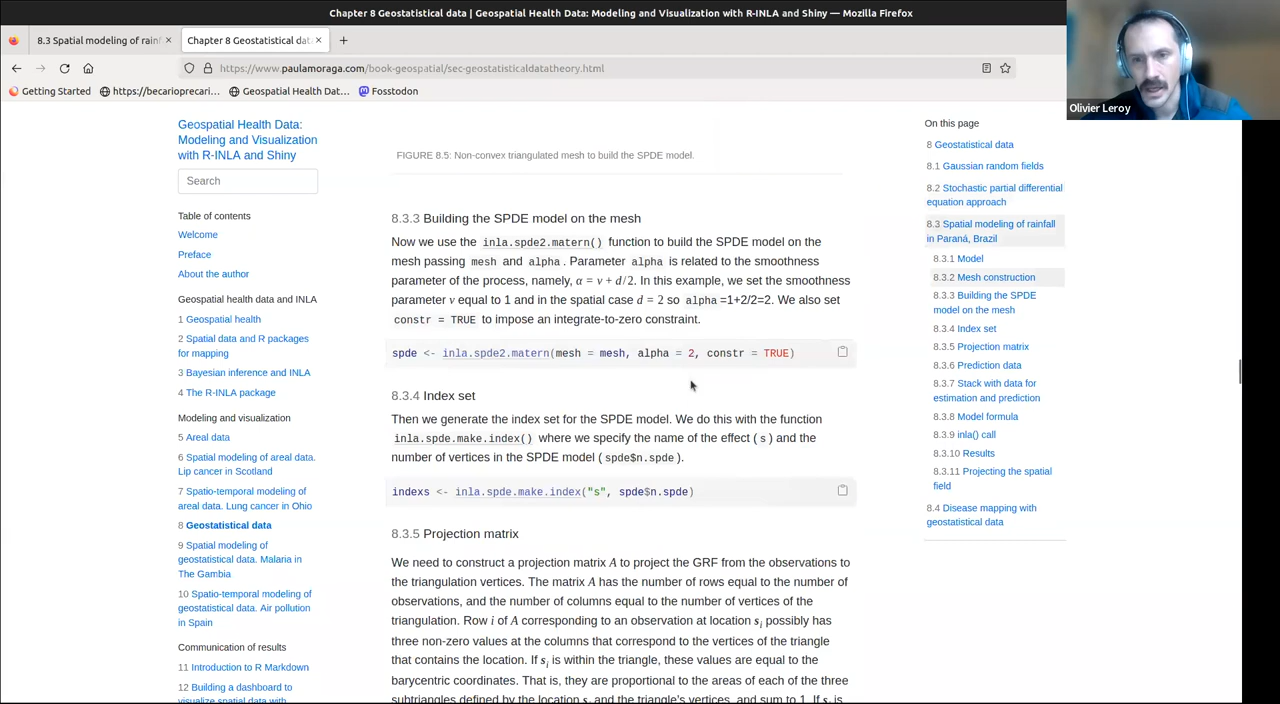 Chapter 8 Geostatistical data | Geospatial Health Data: Modeling and Visualization with R-INLA and Shiny — Mozilla Firefox
8.3 Spatial modeling of rainf
Chapter 8 Geostatistical dat
https://www.paulamoraga.com/book-geospatial/sec-geostatisticaldatatheory.html
Getting Started
https://becarioprecari...
Geospatial Health Dat...
Fosstodon
Olivier Leroy
Geospatial Health Data:
Modeling and Visualization
with R-INLA and Shiny
Search
Table of contents
Welcome
Preface
About the author
Geospatial health data and INLA
1 Geospatial health
2 Spatial data and R packages
for mapping
3 Bayesian inference and INLA
4 The R-INLA package
Modeling and visualization
5 Areal data
6 Spatial modeling of areal data.
Lip cancer in Scotland
7 Spatio-temporal modeling of
areal data. Lung cancer in Ohio
8 Geostatistical data
9 Spatial modeling of
geostatistical data. Malaria in
The Gambia
10 Spatio-temporal modeling of
geostatistical data. Air pollution
in Spain
Communication of results
11 Introduction to R Markdown
12 Building a dashboard to
visualize spatial data with
FIGURE 8.5: Non-convex triangulated mesh to build the SPDE model.
8.3.3 Building the SPDE model on the mesh
Now we use the inla.spde2.matern() function to build the SPDE model on the
mesh passing mesh and alpha. Parameter alpha is related to the smoothness
parameter of the process, namely, α = ν + d/2. In this example, we set the smoothness
parameter ν equal to 1 and in the spatial case d = 2 so alpha =1+2/2=2. We also set
constr = TRUE to impose an integrate-to-zero constraint.
spde <- inla.spde2.matern(mesh = mesh, alpha = 2, constr = TRUE)
8.3.4 Index set
Then we generate the index set for the SPDE model. We do this with the function
inla.spde.make.index() where we specify the name of the effect (s) and the
number of vertices in the SPDE model (spde$n.spde).
indexs <- inla.spde.make.index("s", spde$n.spde)
8.3.5 Projection matrix
We need to construct a projection matrix A to project the GRF from the observations to
the triangulation vertices. The matrix A has the number of rows equal to the number of
observations, and the number of columns equal to the number of vertices of the
triangulation. Row i of A corresponding to an observation at location si possibly has
three non-zero values at the columns that correspond to the vertices of the triangle
that contains the location. If si is within the triangle, these values are equal to the
barycentric coordinates. That is, they are proportional to the areas of each of the three
subtriangles defined by the location si and the triangle's vertices, and sum to 1. If si is
On this page
8 Geostatistical data
8.1 Gaussian random fields
8.2 Stochastic partial differential
equation approach
8.3 Spatial modeling of rainfall
in Paraná, Brazil
8.3.1 Model
8.3.2 Mesh construction
8.3.3 Building the SPDE
model on the mesh
8.3.4 Index set
8.3.5 Projection matrix
8.3.6 Prediction data
8.3.7 Stack with data for
estimation and prediction
8.3.8 Model formula
8.3.9 inla() call
8.3.10 Results
8.3.11 Projecting the spatial
field
8.4 Disease mapping with
geostatistical data